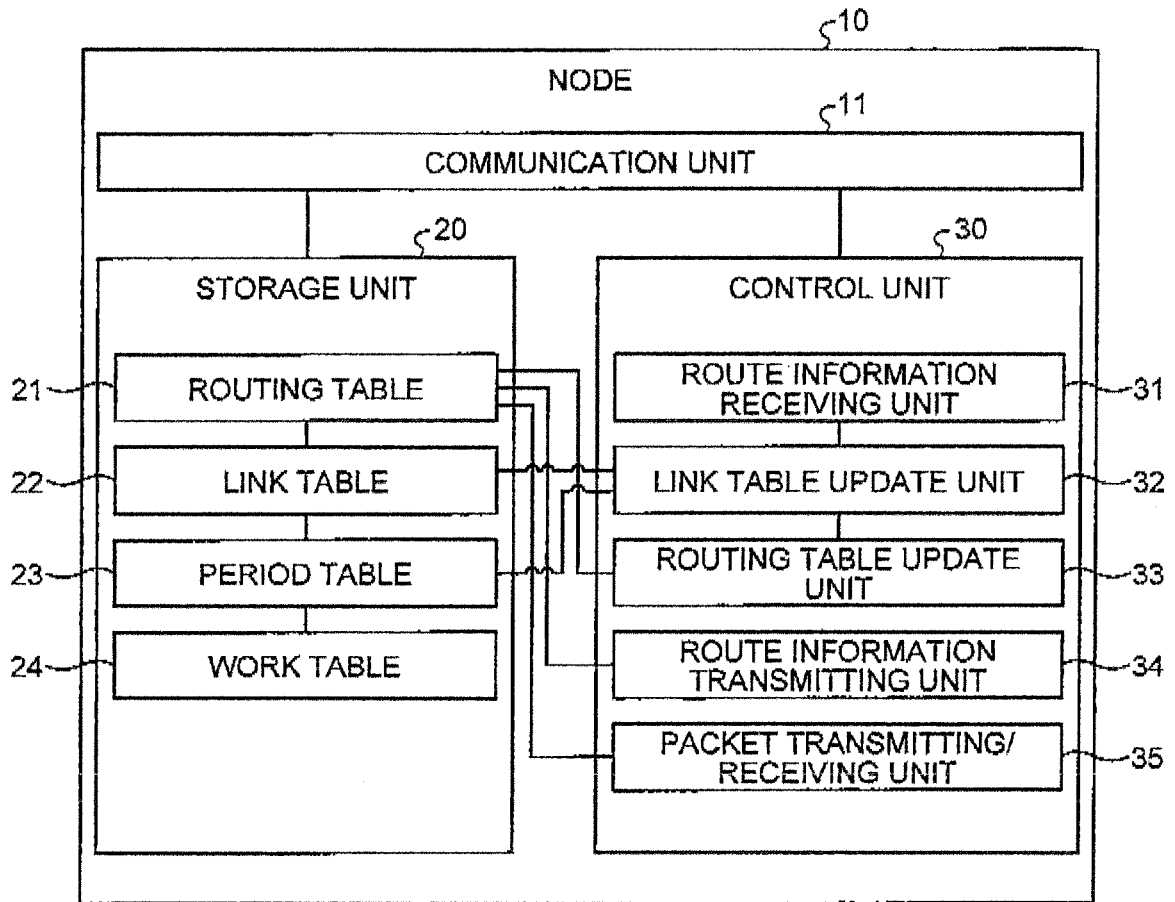 10
NODE
11
COMMUNICATION UNIT
20
30
STORAGE UNIT
CONTROL UNIT
21
ROUTING TABLE
ROUTE INFORMATION
RECEIVING UNIT
31
22
LINK TABLE
LINK TABLE UPDATE UNIT
32
23
PERIOD TABLE
ROUTING TABLE UPDATE
UNIT
33
24
WORK TABLE
ROUTE INFORMATION
TRANSMITTING UNIT
34
PACKET TRANSMITTING/
RECEIVING UNIT
35